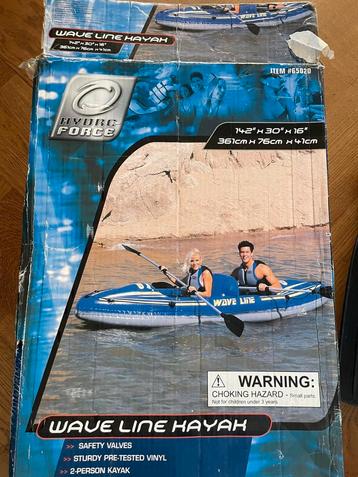 WAVE LINE KAYAK
142" x 30" x 16"
361cm x 76cm x 41cm
ITEM #65020
HYDRO
FORCE
142" x 30" x 16"
361cm x 76cm x 41cm
WAVE LINE
WARNING:
CHOKING HAZARD - Small parts
Not for children under 3 years
WAVE LINE KAYAK
>> SAFETY VALVES
>> STURDY PRE-TESTED VINYL
>> 2-PERSON KAYAK